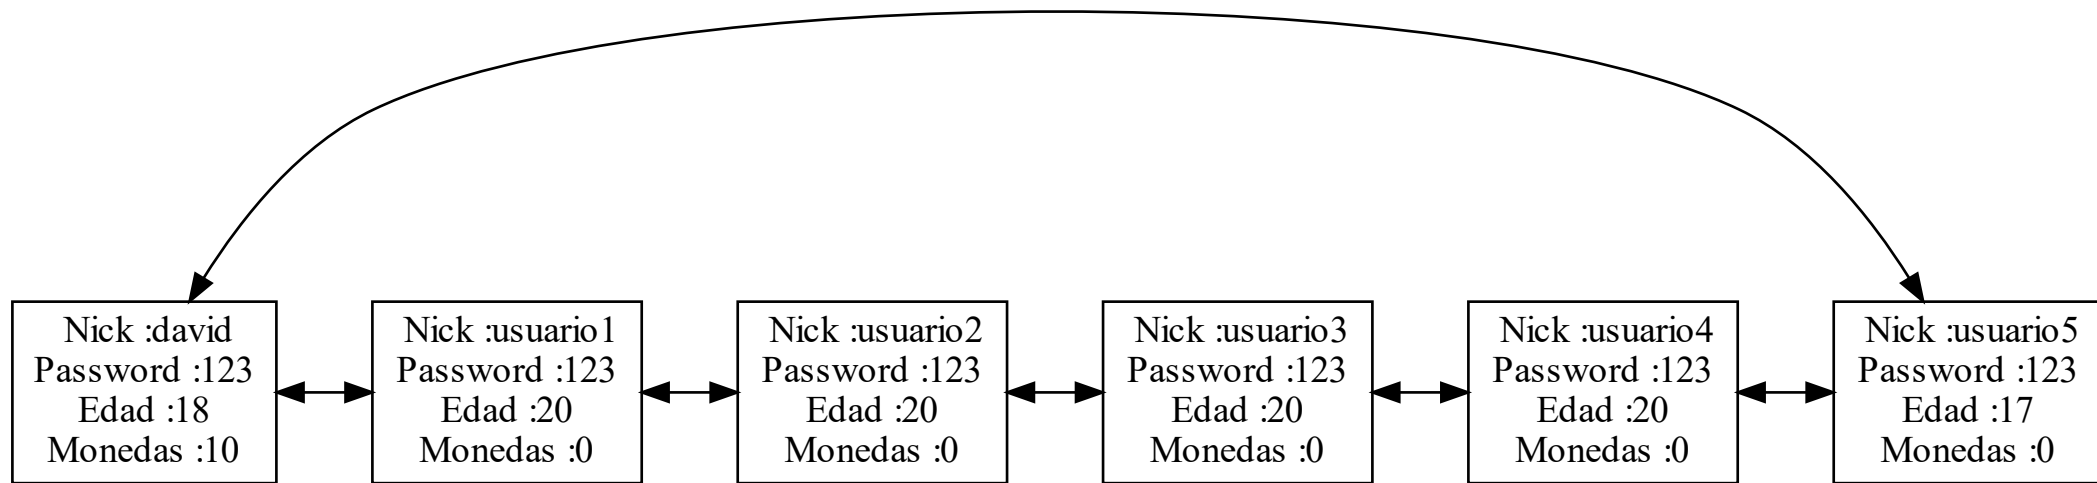 Nick :david
Password :123
Edad :18
Monedas :10
Nick :usuario1
Password :123
Edad :20
Monedas :0
Nick :usuario2
Password :123
Edad :20
Monedas :0
Nick :usuario3
Password :123
Edad :20
Monedas :0
Nick :usuario4
Password :123
Edad :20
Monedas :0
Nick :usuario5
Password :123
Edad :17
Monedas :0